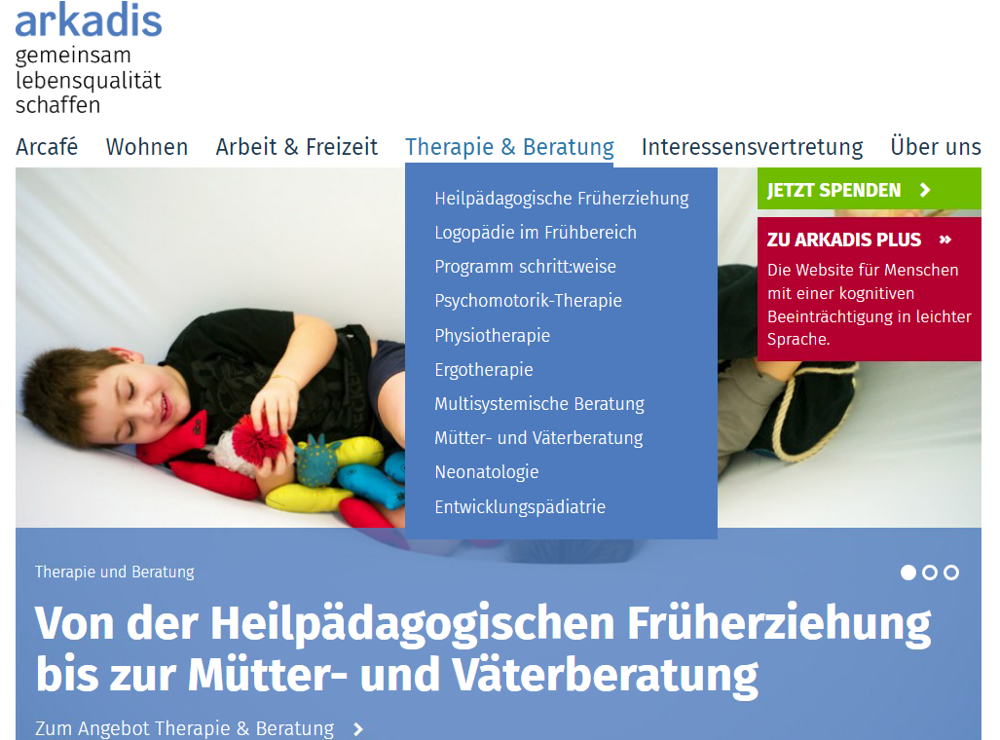 arkadis
gemeinsam
lebensqualität
schaffen
Arcafé Wohnen Arbeit & Freizeit Therapie & Beratung Interessensvertretung Über uns
Heilpädagogische Früherziehung
Logopädie im Frühbereich
Programm schritt:weise
Psychomotorik-Therapie
Physiotherapie
Ergotherapie
Multisystemische Beratung
Mütter- und Väterberatung
Neonatologie
Entwicklungspädiatrie
JETZT SPENDEN
ZU ARKADIS PLUS
Die Website für Menschen
mit einer kognitiven
Beeinträchtigung in leichter
Sprache.
Therapie und Beratung
Von der Heilpädagogischen Früherziehung
bis zur Mütter- und Väterberatung
Zum Angebot Therapie & Beratung